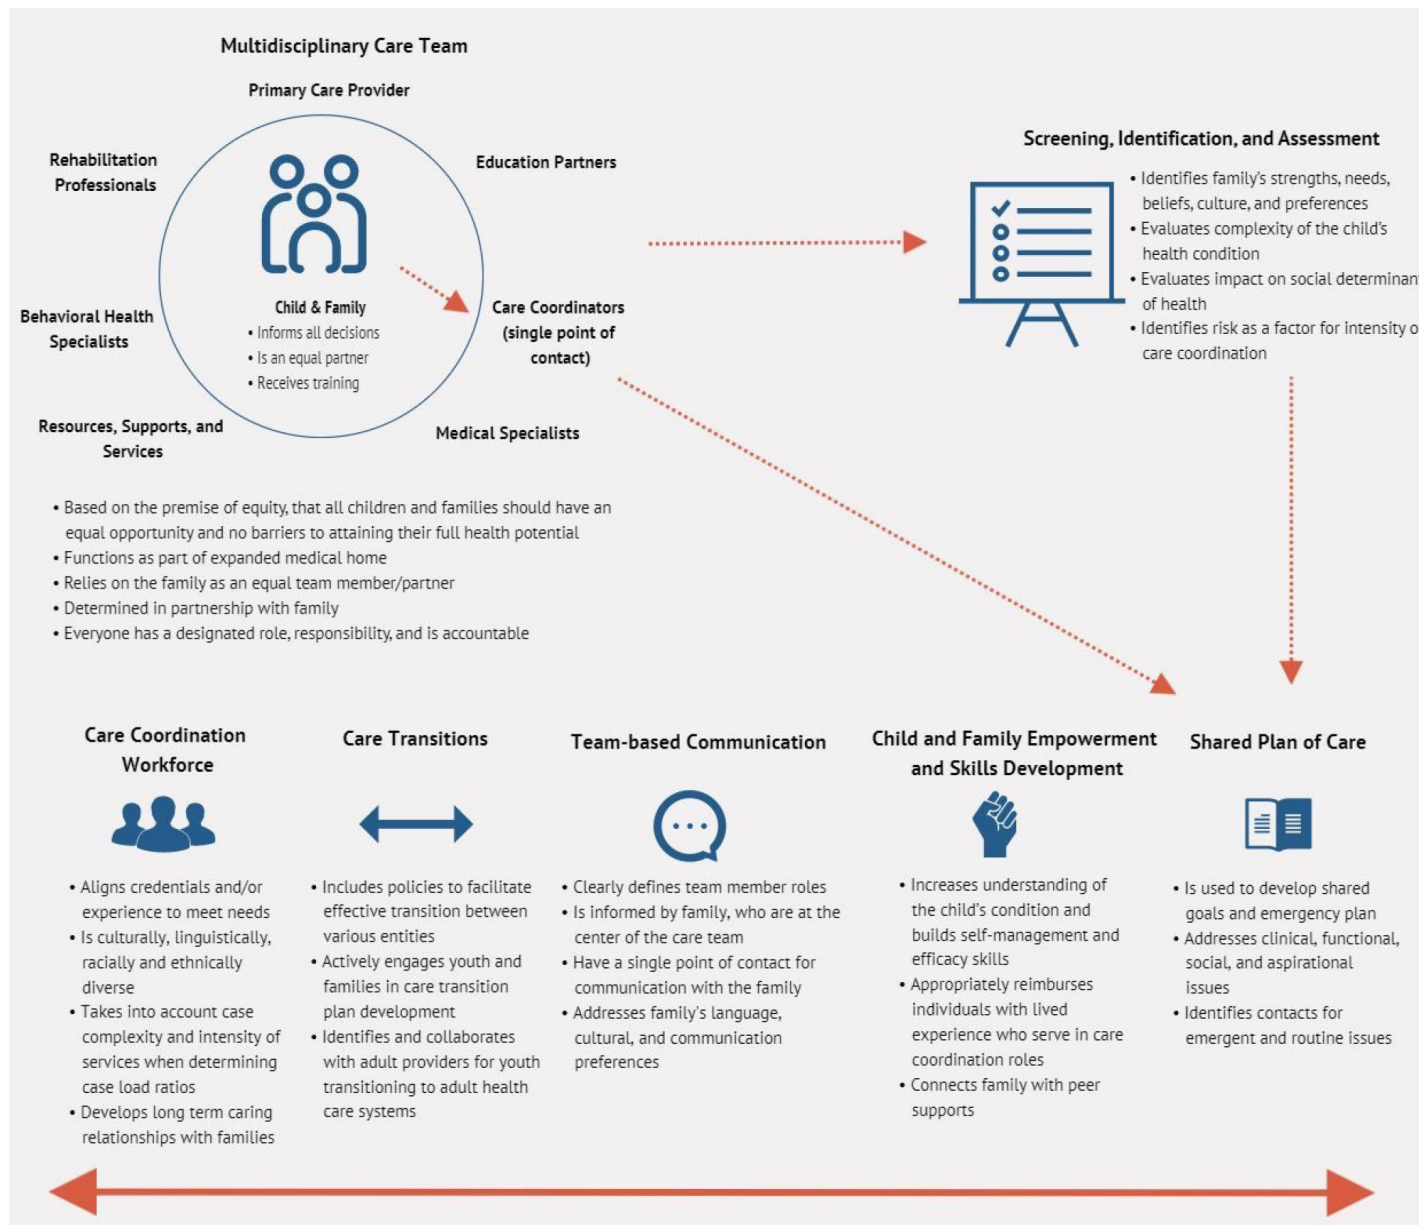 Multidisciplinary Care Team
Primary Care Provider
Rehabilitation
Professionals
Education Partners
Child & Family
• Informs all decisions
• Is an equal partner
• Receives training
Behavioral Health
Specialists
Care Coordinators
(single point of
contact)
Resources, Supports, and
Services
Medical Specialists
• Based on the premise of equity, that all children and families should have an
equal opportunity and no barriers to attaining their full health potential
• Functions as part of expanded medical home
• Relies on the family as an equal team member/partner
• Determined in partnership with family
• Everyone has a designated role, responsibility, and is accountable
Screening, Identification, and Assessment
• Identifies family's strengths, needs,
beliefs, culture, and preferences
• Evaluates complexity of the child's
health condition
• Evaluates impact on social determinant
of health
• Identifies risk as a factor for intensity o
care coordination
Care Coordination
Workforce
• Aligns credentials and/or
experience to meet needs
• Is culturally, linguistically,
racially and ethnically
diverse
• Takes into account case
complexity and intensity of
services when determining
case load ratios
• Develops long term caring
relationships with families
Care Transitions
• Includes policies to facilitate
effective transition between
various entities
• Actively engages youth and
families in care transition
plan development
• Identifies and collaborates
with adult providers for youth
transitioning to adult health
care systems
Team-based Communication
• Clearly defines team member roles
• Is informed by family, who are at the
center of the care team
• Have a single point of contact for
communication with the family
• Addresses family's language,
cultural, and communication
preferences
Child and Family Empowerment
and Skills Development
• Increases understanding of
the child's condition and
builds self-management and
efficacy skills
• Appropriately reimburses
individuals with lived
experience who serve in care
coordination roles
• Connects family with peer
supports
Shared Plan of Care
• Is used to develop shared
goals and emergency plan
• Addresses clinical, functional,
social, and aspirational
issues
• Identifies contacts for
emergent and routine issues